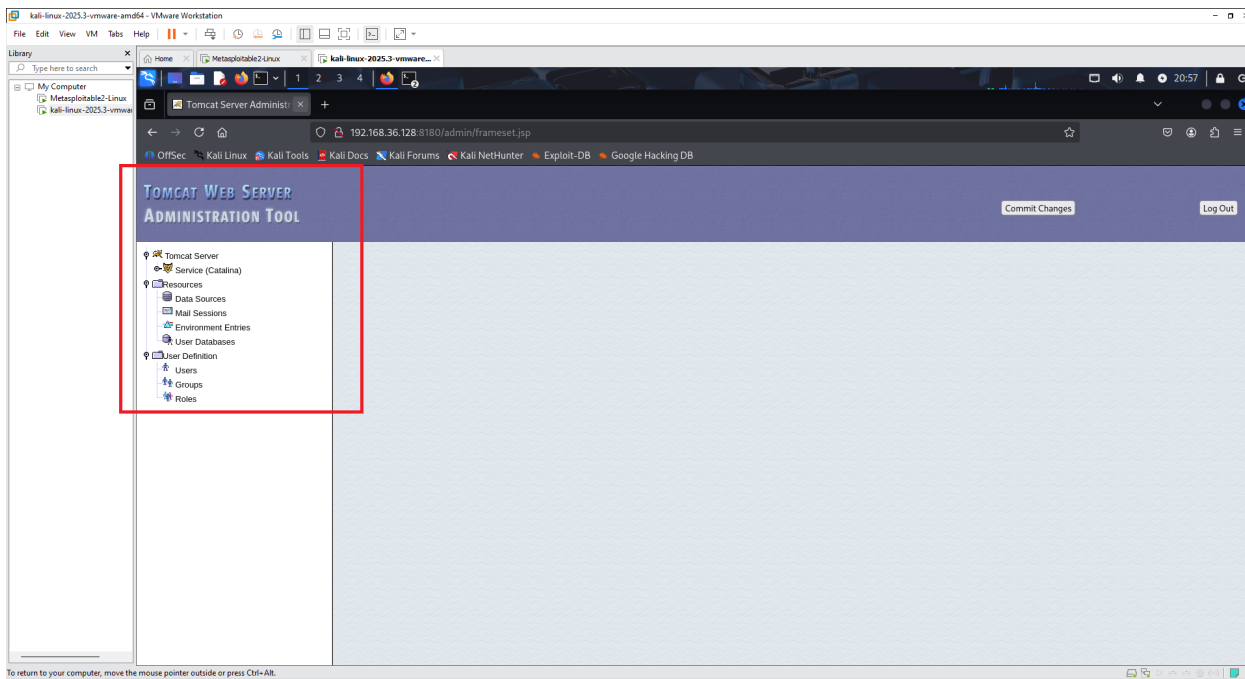 kali-linux-2025.3-vmware-amd64 - VMware Workstation
File Edit View VM Tabs Help
Library
Type here to search
My Computer
Metasploitable2-Linux
kali-linux-2025.3-vmwar
Home
Metasploitable2-Linux
kali-linux-2025.3-vmware...
1 2 3 4
20:57
Tomcat Server Administr
192.168.36.128:8180/admin/frameset.jsp
OffSec Kali Linux Kali Tools Kali Docs Kali Forums Kali NetHunter Exploit-DB Google Hacking DB
TOMCAT WEB SERVER
ADMINISTRATION TOOL
Commit Changes
Log Out
Tomcat Server
Service (Catalina)
Resources
Data Sources
Mail Sessions
Environment Entries
User Databases
User Definition
Users
Groups
Roles
To return to your computer, move the mouse pointer outside or press Ctrl+Alt.